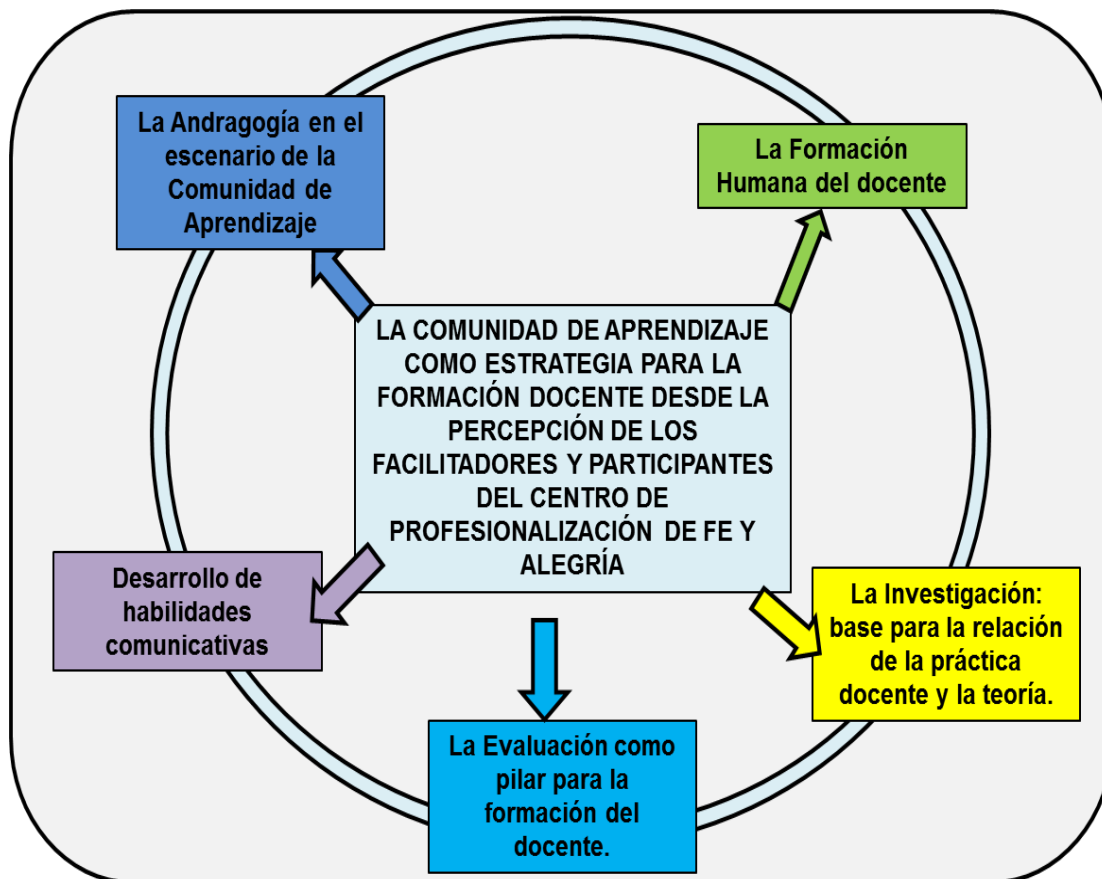 La Andragogía en el
escenario de la
Comunidad de
Aprendizaje
La Formación
Humana del docente
LA COMUNIDAD DE APRENDIZAJE
COMO ESTRATEGIA PARA LA
FORMACIÓN DOCENTE DESDE LA
PERCEPCIÓN DE LOS
FACILITADORES Y PARTICIPANTES
DEL CENTRO DE
PROFESIONALIZACIÓN DE FE Y
ALEGRÍA
Desarrollo de
habilidades
comunicativas
La Investigación:
base para la relación
de la práctica
docente y la teoría.
La Evaluación como
pilar para la
formación del
docente.